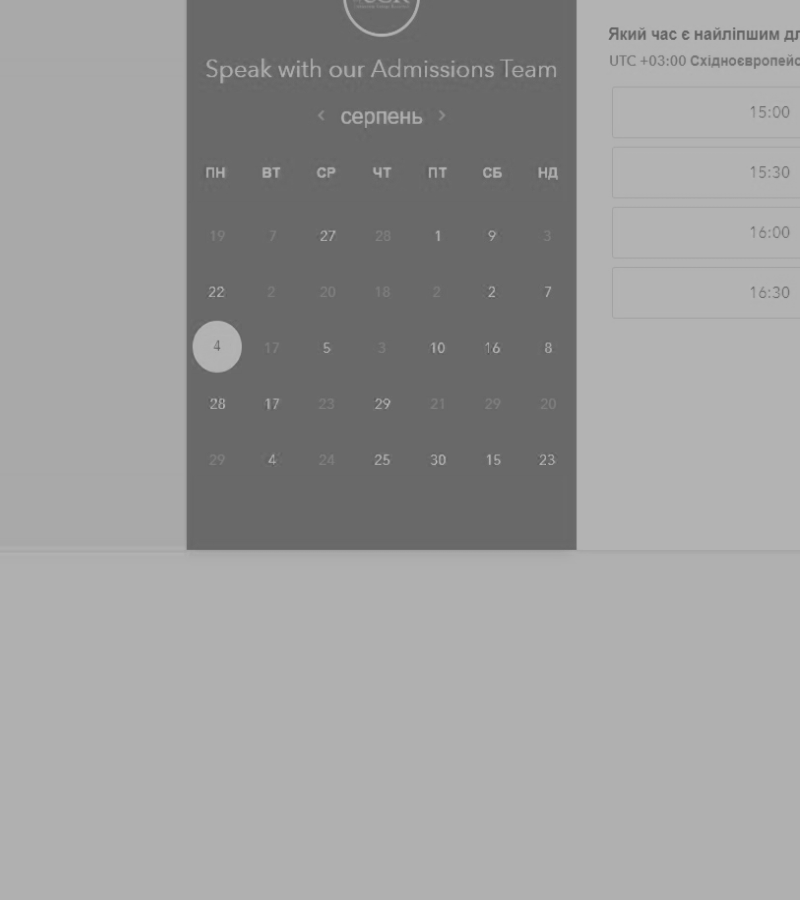 Speak with our Admissions Team
серпень
ПН ВТ СР ЧТ ПТ СБ НД
19 7 27 28 1 9 3
22 2 20 18 2 2 7
4 17 5 3 10 16 8
28 17 23 29 21 29 20
29 4 24 25 30 15 23
Який час є найліпшим
UTC +03:00
15:00
15:30
16:00
16:30